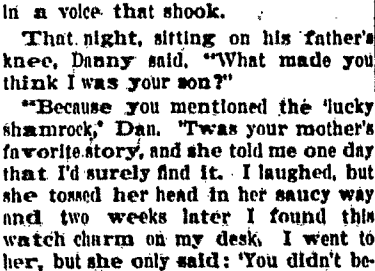 in a voice that shook.
That night, sitting on his father's
knee, Danny said, "What made you
think I was your son?"
"Because you mentioned the 'lucky
shamrock,' Dan. 'Twas your mother's
favorite story, and she told me one day
that I'd surely find it. I laughed, but
she tossed her head in her saucy way
and two weeks later I found this
watch charm on my desk. I went to
her, but she only said: 'You didn't be-